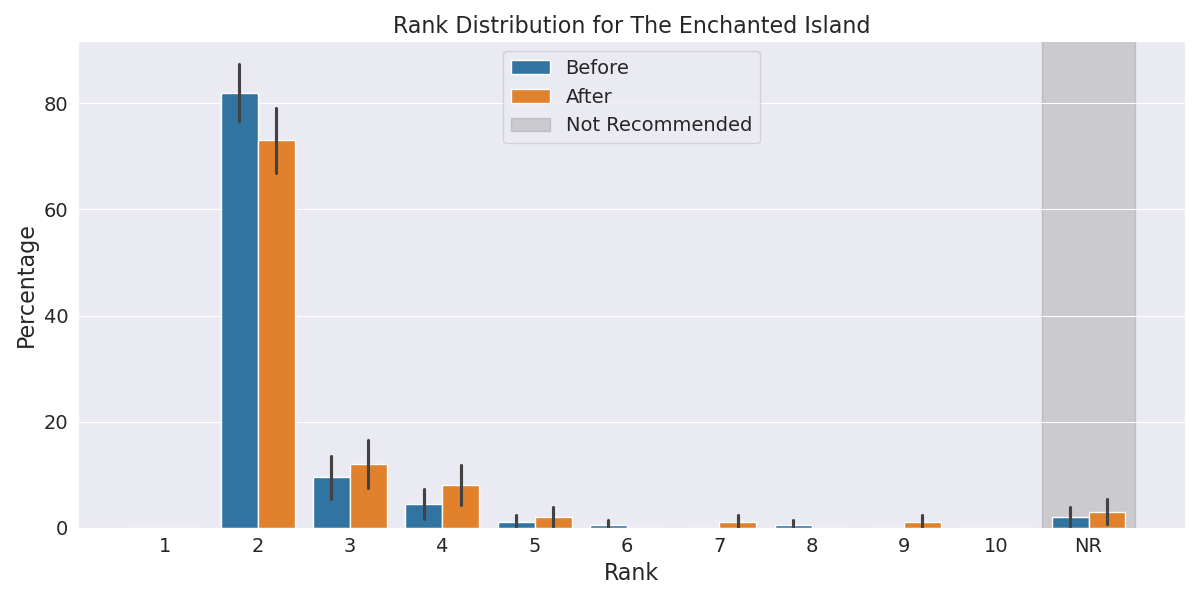 Rank Distribution for The Enchanted Island
Before
After
Not Recommended
Percentage
80
60
40
20
0
1 2 3 4 5 6 7 8 9 10 NR
Rank